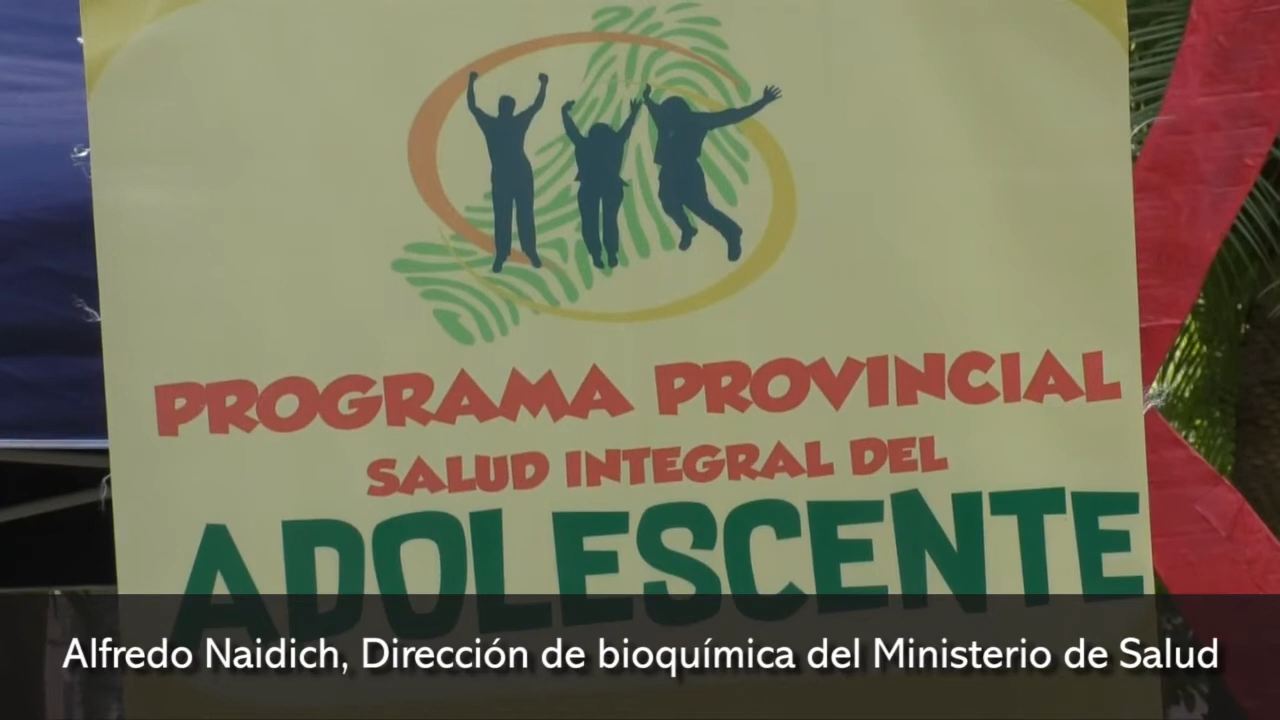 PROGRAMA PROVINCIAL
SALUD INTEGRAL DEL
ADOLESCENTE
Alfredo Naidich, Dirección de bioquímica del Ministerio de Salud